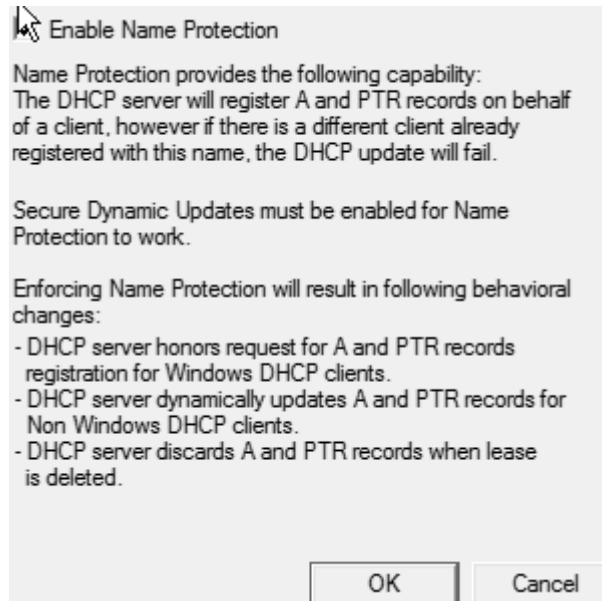 Enable Name Protection
Name Protection provides the following capability:
The DHCP server will register A and PTR records on behalf
of a client, however if there is a different client already
registered with this name, the DHCP update will fail.
Secure Dynamic Updates must be enabled for Name
Protection to work.
Enforcing Name Protection will result in following behavioral
changes:
- DHCP server honors request for A and PTR records
registration for Windows DHCP clients.
- DHCP server dynamically updates A and PTR records for
Non Windows DHCP clients.
- DHCP server discards A and PTR records when lease
is deleted.
OK Cancel